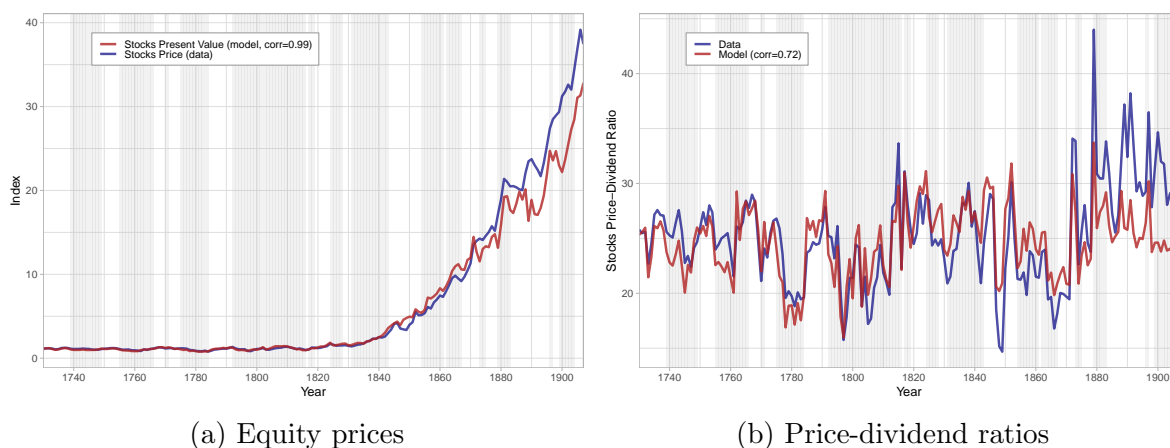 Stocks Present Value (model, corr=0.99)
Stocks Price (data)
Index
40
30
20
10
0
1740
1760
1780
1800
1820
1840
1860
1880
1900
Year
(a) Equity prices
Data
Model (corr=0.72)
Stocks Price-Dividend Ratio
40
30
20
1740
1760
1780
1800
1820
1840
1860
1880
1900
Year
(b) Price-dividend ratios